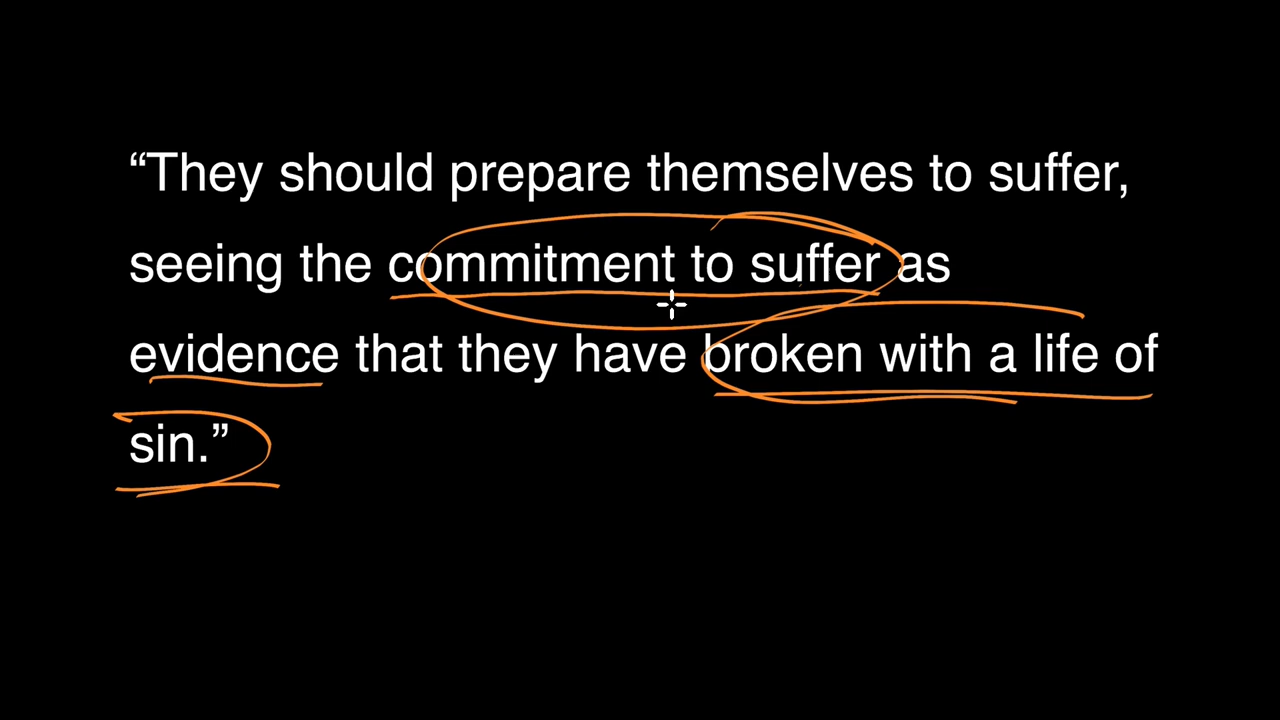 “They should prepare themselves to suffer,
seeing the commitment to suffer as
evidence that they have broken with a life of
sin.”